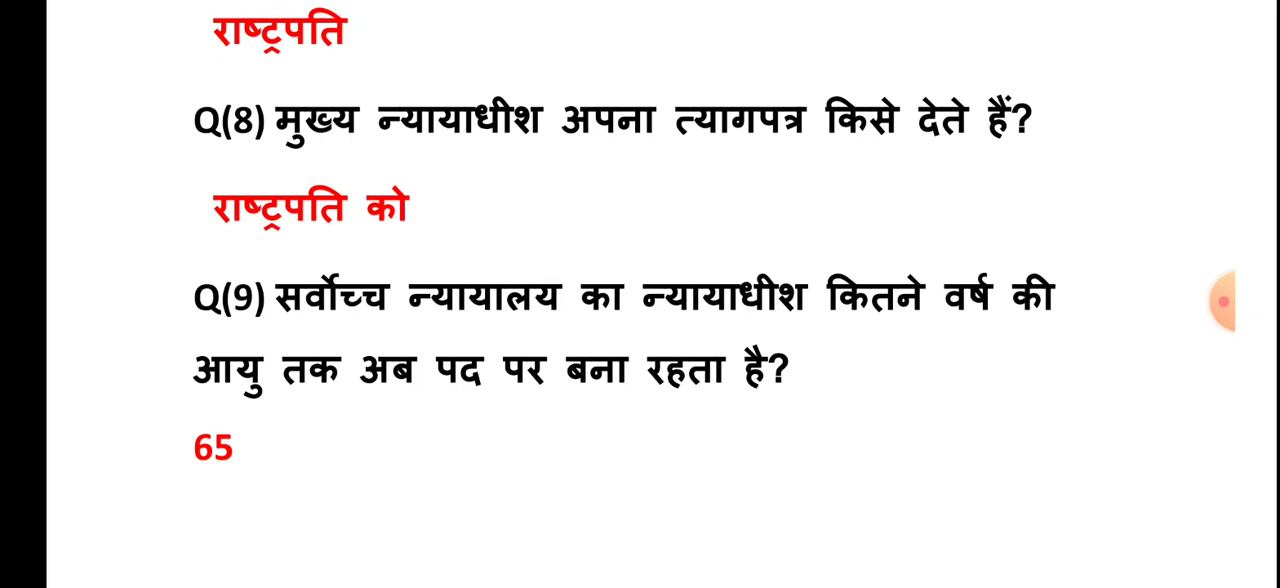 राष्ट्रपति
Q(8) मुख्य न्यायाधीश अपना त्यागपत्र किसे देते हैं?
राष्ट्रपति को
Q(9) सर्वोच्च न्यायालय का न्यायाधीश कितने वर्ष की
आयु तक अब पद पर बना रहता है?
65